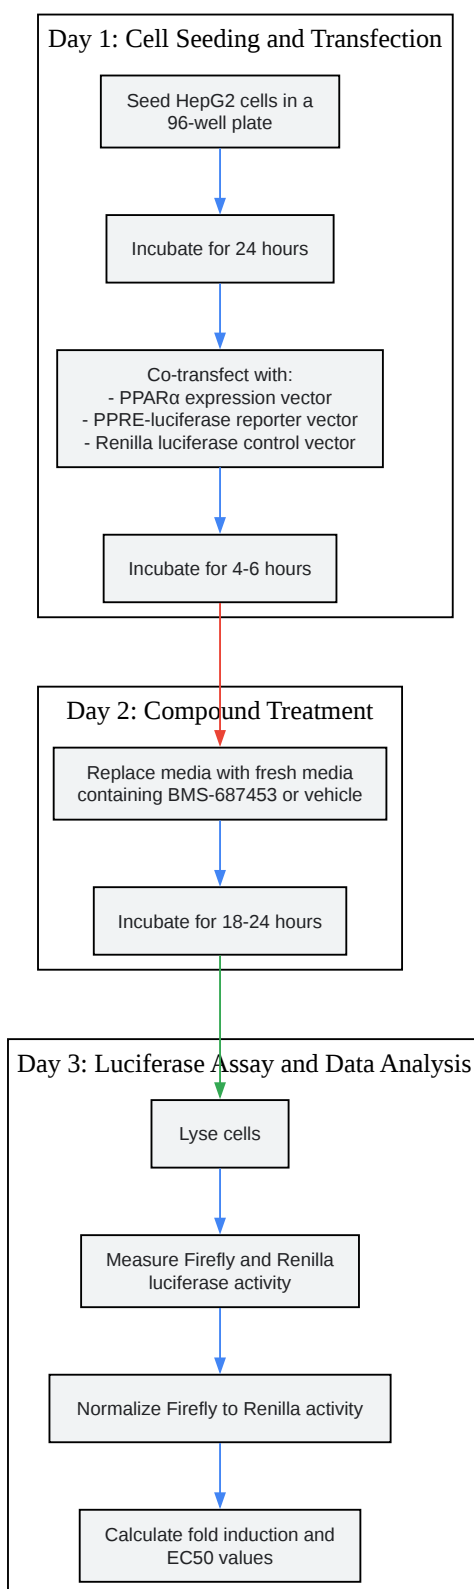 Day 1: Cell Seeding and Transfection
Seed HepG2 cells in a
96-well plate
Incubate for 24 hours
Co-transfect with:
- PPARα expression vector
- PPRE-luciferase reporter vector
- Renilla luciferase control vector
Incubate for 4-6 hours
Day 2: Compound Treatment
Replace media with fresh media
containing BMS-687453 or vehicle
Incubate for 18-24 hours
Day 3: Luciferase Assay and Data Analysis
Lyse cells
Measure Firefly and Renilla
luciferase activity
Normalize Firefly to Renilla activity
Calculate fold induction and
EC50 values